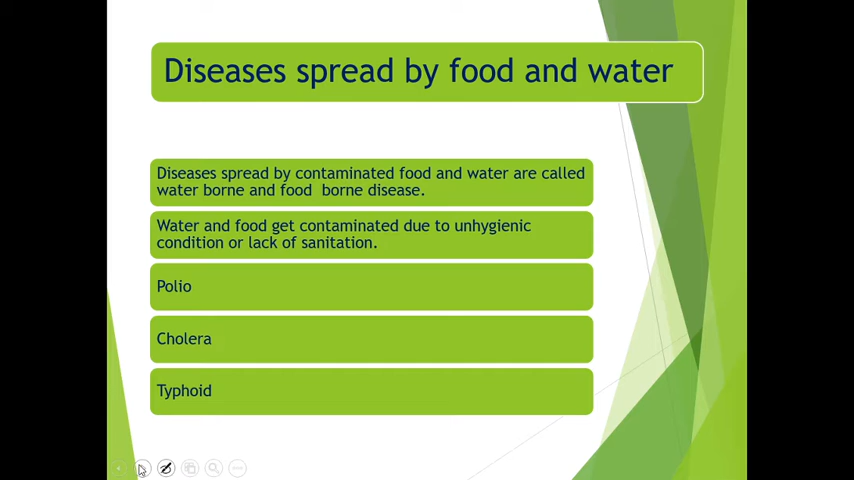 Diseases spread by food and water
Diseases spread by contaminated food and water are called
water borne and food  borne disease.
Water and food get contaminated due to unhygienic
condition or lack of sanitation.
Polio
Cholera
Typhoid